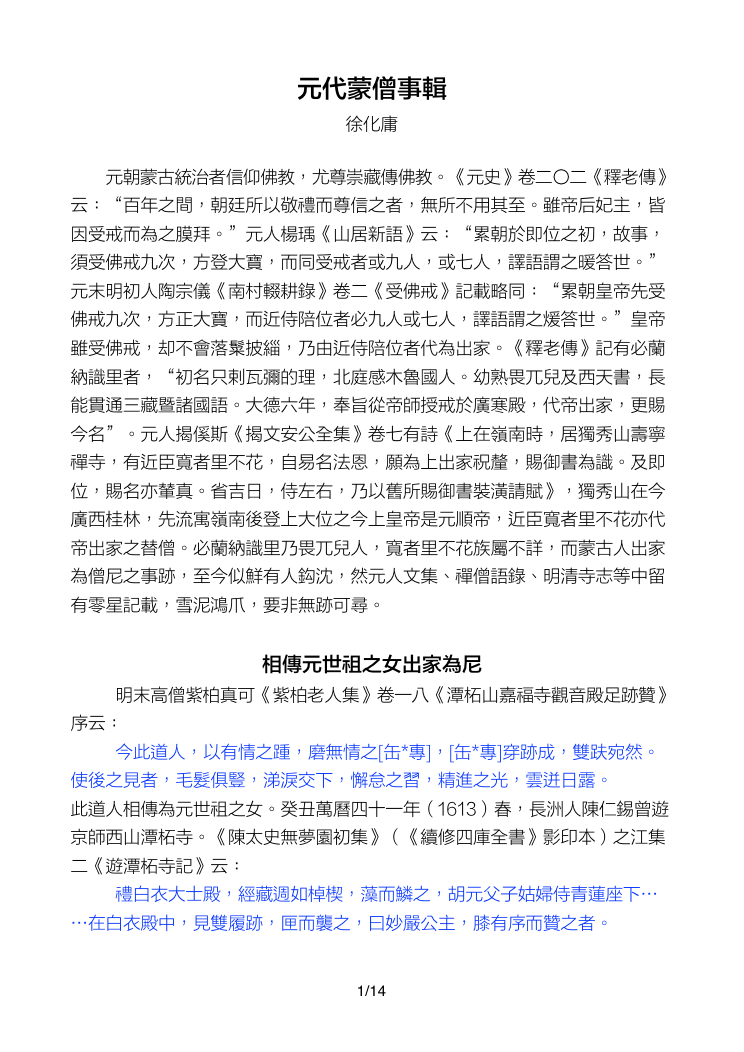 元代蒙僧事輯
徐化庸
元朝蒙古統治者信仰佛教，尤尊崇藏傳佛教。《元史》卷二〇二《釋老傳》
云：“百年之間，朝廷所以敬禮而尊信之者，無所不用其至。雖帝后妃主，皆
因受戒而為之膜拜。”元人楊瑀《山居新語》云：“累朝於即位之初，故事，
須受佛戒九次，方登大寶，而同受戒者或九人，或七人，譯語謂之暖答世。”
元末明初人陶宗儀《南村輟耕錄》卷二《受佛戒》記載略同：“累朝皇帝先受
佛戒九次，方正大寶，而近侍陪位者必九人或七人，譯語謂之煖答世。”皇帝
雖受佛戒，却不會落鬀披緇，乃由近侍陪位者代為出家。《釋老傳》記有必蘭
納識里者，“初名只剌瓦彌的理，北庭感木魯國人。幼熟畏兀兒及西天書，長
能貫通三藏暨諸國語。大德六年，奉旨從帝師授戒於廣寒殿，代帝出家，更賜
今名”。元人揭傒斯《揭文安公全集》卷七有詩《上在嶺南時，居獨秀山壽寧
禪寺，有近臣寬者里不花，自易名法恩，願為上出家祝釐，賜御書為識。及即
位，賜名亦輦真。省吉日，侍左右，乃以舊所賜御書裝潢請賦》，獨秀山在今
廣西桂林，先流寓嶺南後登上大位之今上皇帝是元順帝，近臣寬者里不花亦代
帝出家之替僧。必蘭納識里乃畏兀兒人，寬者里不花族屬不詳，而蒙古人出家
為僧尼之事跡，至今似鮮有人鈎沈，然元人文集、禪僧語錄、明清寺志等中留
有零星記載，雪泥鴻爪，要非無跡可尋。
相傳元世祖之女出家為尼
明末高僧紫柏真可《紫柏老人集》卷一八《潭柘山嘉福寺觀音殿足跡贊》
序云：
今此道人，以有情之踵，磨無情之[缶*專]，[缶*專]穿跡成，雙趺宛然。
使後之見者，毛髮俱豎，涕淚交下，懈怠之習，精進之光，雲迸日露。
此道人相傳為元世祖之女。癸丑萬曆四十一年（1613）春，長洲人陳仁錫曾遊
京師西山潭柘寺。《陳太史無夢園初集》（《續修四庫全書》影印本）之江集
二《遊潭柘寺記》云：
禮白衣大士殿，經藏週如棹楔，藻而鱗之，胡元父子姑婦侍青蓮座下…
…在白衣殿中，見雙履跡，匣而襲之，曰妙嚴公主，膝有序而贊之者。
1/14